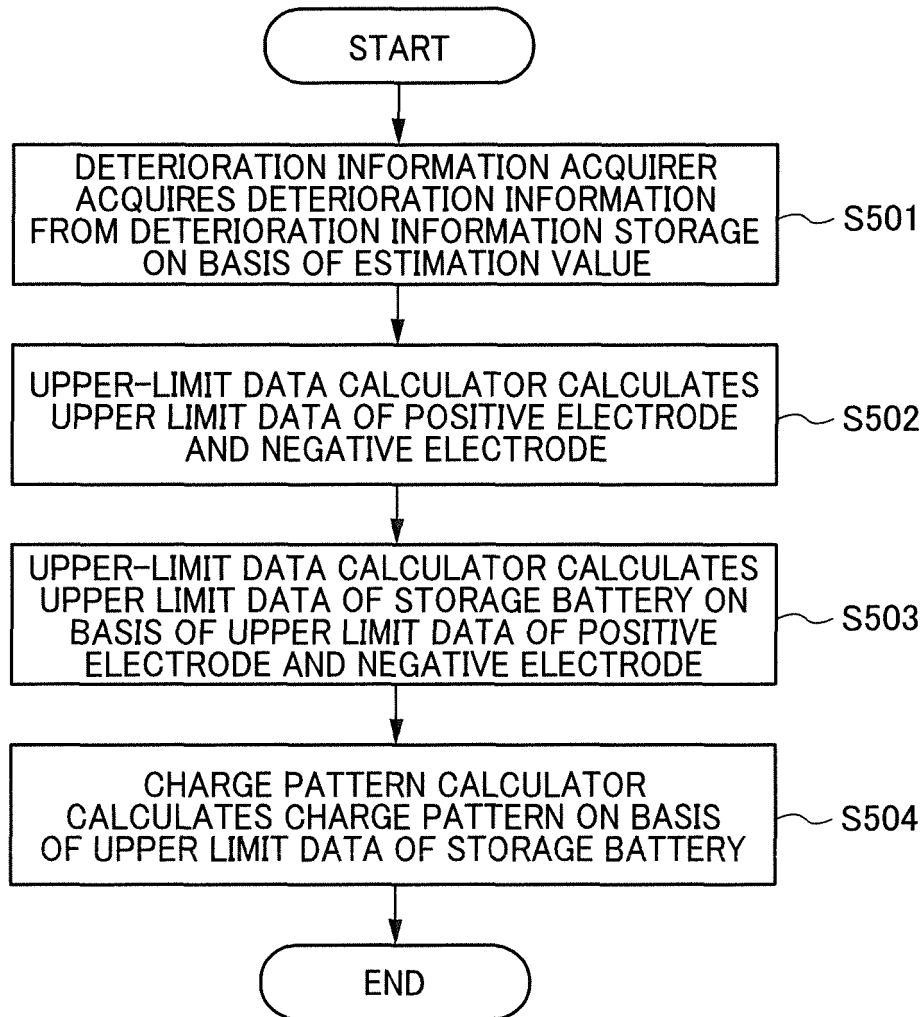 START
DETERIORATION INFORMATION ACQUIRER
ACQUIRES DETERIORATION INFORMATION
FROM DETERIORATION INFORMATION STORAGE
ON BASIS OF ESTIMATION VALUE
S501
UPPER-LIMIT DATA CALCULATOR CALCULATES
UPPER LIMIT DATA OF POSITIVE ELECTRODE
AND NEGATIVE ELECTRODE
S502
UPPER-LIMIT DATA CALCULATOR CALCULATES
UPPER LIMIT DATA OF STORAGE BATTERY ON
BASIS OF UPPER LIMIT DATA OF POSITIVE
ELECTRODE AND NEGATIVE ELECTRODE
S503
CHARGE PATTERN CALCULATOR
CALCULATES CHARGE PATTERN ON BASIS
OF UPPER LIMIT DATA OF STORAGE BATTERY
S504
END